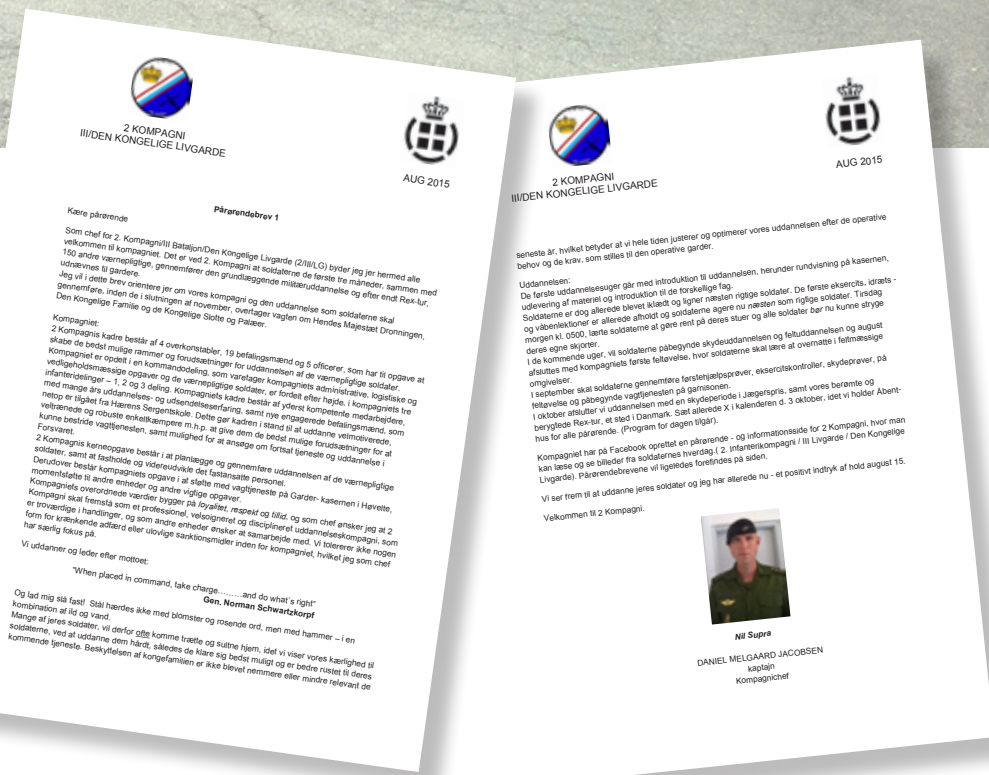 2 KOMPAGNI
III/DEN KONGELIGE LIVGARDE
AUG 2015
Pårørendebrev 1
Kære pårørende
Som chef for 2. Kompagni/III Bataljon/Den Kongelige Livgarde (2/III/LG) byder jeg jer hermed alle
velkommen til kompagniet. Det er ved 2. Kompagni at soldaterne de første tre måneder, sammen med
150 andre værnepligtige, gennemfører den grundlæggende militæruddannelse og efter endt Rex-tur,
udnævnes til gardere.
Jeg vil i dette brev orientere jer om vores kompagni og den uddannelse som soldaterne skal
gennemføre, inden de i slutningen af november, overtager vagten om Hendes Majestæt Dronningen,
Den Kongelige Familie og de Kongelige Slotte og Palæer.
Kompagniet:
2 Kompagnis kadre består af 4 overkonstabler, 19 befalingsmænd og 5 officerer, som har til opgave at
skabe de bedst mulige rammer og forudsætninger for uddannelsen af de værnepligtige soldater.
Kompagniet er opdelt i en kommandodeling, som varetager kompagniets administrative, logistiske og
vedligeholdsmæssige opgaver og de værnepligtige soldater, er fordelt efter højde, i kompagniets tre
infanteridelinger – 1, 2 og 3 deling. Kompagniets kadre består af yderst kompetente medarbejdere,
med mange års uddannelses- og udsendelseserfaring, samt nye engagerede befalingsmænd, som
netop er tilgået fra Hærens Sergentskole. Dette gør kadren i stand til at uddanne velmotiverede,
veltrænede og robuste enkeltkæmpere m.h.p. at give dem de bedst mulige forudsætninger for at
kunne bestride vagttjenesten, samt mulighed for at ansøge om fortsat tjeneste og uddannelse i
Forsvaret.
2 Kompagnis kerneopgave består i at planlægge og gennemføre uddannelsen af de værnepligtige
soldater, samt at fastholde og videreudvikle det fastansatte personel.
Derudover består kompagniets opgave i at støtte med vagttjeneste på Garder- kasernen i Høvelte,
momentstøtte til andre enheder og andre vigtige opgaver.
Kompagniets overordnede værdier bygger på loyalitet, respekt og tillid, og som chef ønsker jeg at 2
Kompagni skal fremstå som et professionel, velsoigneret og disciplineret uddannelseskompagni, som
er troværdige i handlinger, og som andre enheder ønsker at samarbejde med. Vi tolererer ikke nogen
form for krænkende adfærd eller ulovlige sanktionsmidler inden for kompagniet, hvilket jeg som chef
har særlig fokus på.
Vi uddanner og leder efter mottoet:
"When placed in command, take charge………and do what´s right"
Gen. Norman Schwartzkorpf
Og lad mig slå fast! Stål hærdes ikke med blomster og rosende ord, men med hammer – i en
kombination af ild og vand.
Mange af jeres soldater, vil derfor ofte komme trætte og sultne hjem, idet vi viser vores kærlighed til
soldaterne, ved at uddanne dem hårdt, således de klare sig bedst muligt og er bedre rustet til deres
kommende tjeneste. Beskyttelsen af kongefamilien er ikke blevet nemmere eller mindre relevant de
2 KOMPAGNI
III/DEN KONGELIGE LIVGARDE
AUG 2015
seneste år, hvilket betyder at vi hele tiden justerer og optimerer vores uddannelsen efter de operative
behov og de krav, som stilles til den operative garder.
Uddannelsen:
De første uddannelsesuger går med introduktion til uddannelsen, herunder rundvisning på kasernen,
udlevering af materiel og introduktion til de forskellige fag.
Soldaterne er dog allerede blevet iklædt og ligner næsten rigtige soldater. De første eksercits, idræts -
og våbenlektioner er allerede afholdt og soldaterne agere nu næsten som rigtige soldater. Tirsdag
morgen kl. 0500, lærte soldaterne at gøre rent på deres stuer og alle soldater bør nu kunne stryge
deres egne skjorter.
I de kommende uger, vil soldaterne påbegynde skydeuddannelsen og feltuddannelsen og august
afsluttes med kompagniets første feltøvelse, hvor soldaterne skal lære at overnatte i feltmæssige
omgivelser.
I september skal soldaterne gennemføre førstehjælpsprøver, eksercitskontroller, skydeprøver, på
feltøvelse og påbegynde vagttjenesten på garnisonen.
I oktober afslutter vi uddannelsen med en skydeperiode i Jægerspris, samt vores berømte og
berygtede Rex-tur, et sted i Danmark. Sæt allerede X i kalenderen d. 3 oktober, idet vi holder Åbent-
hus for alle pårørende. (Program for dagen tilgår).
Kompagniet har på Facebook oprettet en pårørende - og informationsside for 2 Kompagni, hvor man
kan læse og se billeder fra soldaternes hverdag.( 2. Infanterikompagni / III Livgarde / Den Kongelige
Livgarde). Pårørendebrevene vil ligeledes forefindes på siden.
Vi ser frem til at uddanne jeres soldater og jeg har allerede nu - et positivt indtryk af hold august 15.
Velkommen til 2 Kompagni.
Nil Supra
DANIEL MELGAARD JACOBSEN
kaptajn
Kompagnichef